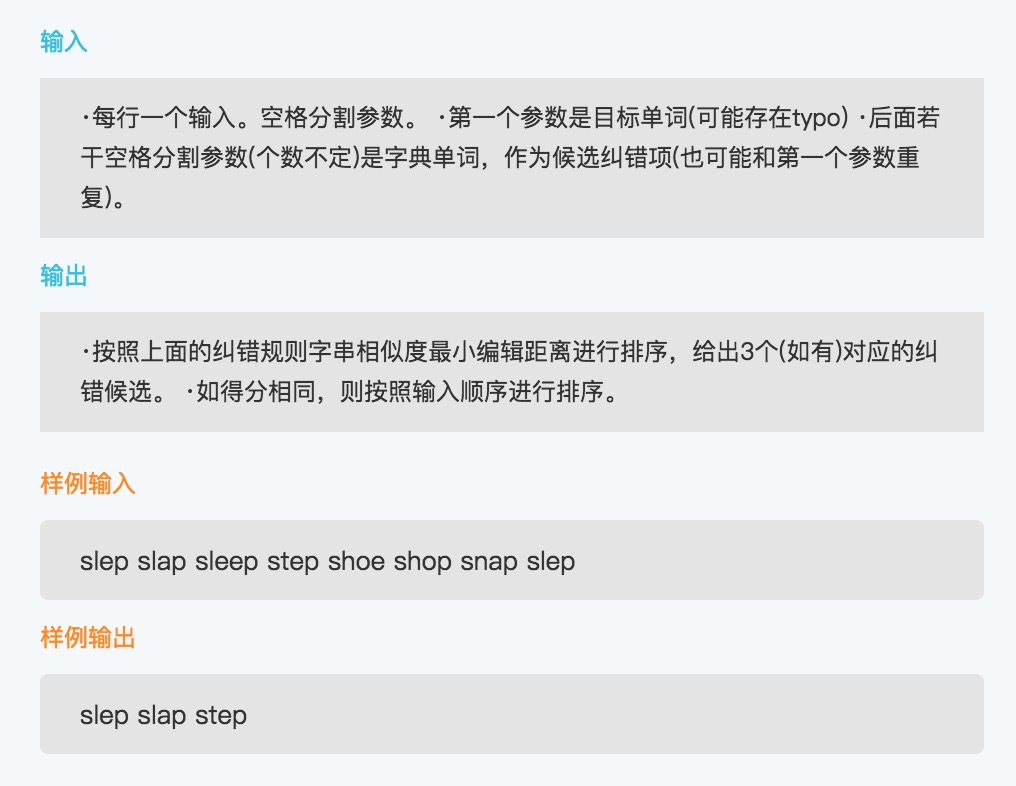 输入
·每行一个输入。空格分割参数。 ·第一个参数是目标单词(可能存在typo) ·后面若
干空格分割参数(个数不定)是字典单词，作为候选纠错项(也可能和第一个参数重
复)。
输出
·按照上面的纠错规则字串相似度最小编辑距离进行排序，给出3个(如有)对应的纠
错候选。 ·如得分相同，则按照输入顺序进行排序。
样例输入
slep slap sleep step shoe shop snap slep
样例输出
slep slap step